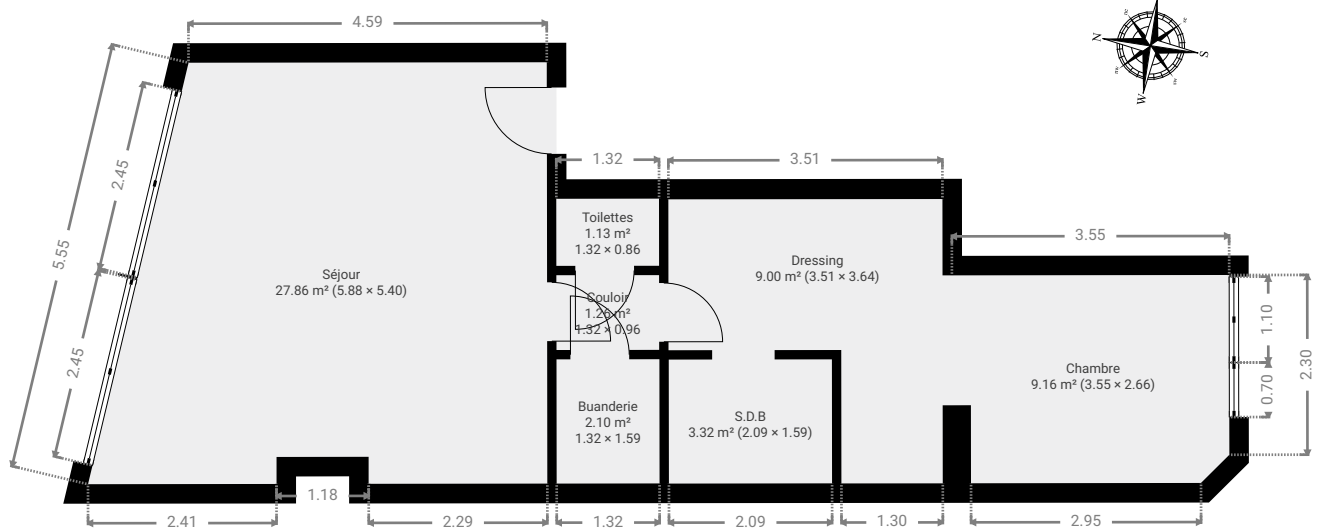 4.59
N
S
W
5.55
2.45
2.45
1.32
3.51
3.55
Toilettes
1.13 m²
1.32 × 0.86
Dressing
9.00 m² (3.51 × 3.64)
Séjour
27.86 m² (5.88 × 5.40)
Couloir
1.26 m²
1.32 × 0.96
1.10
2.30
0.70
Chambre
9.16 m² (3.55 × 2.66)
Buanderie
2.10 m²
1.32 × 1.59
S.D.B
3.32 m² (2.09 × 1.59)
1.18
2.41
2.29
1.32
2.09
1.30
2.95